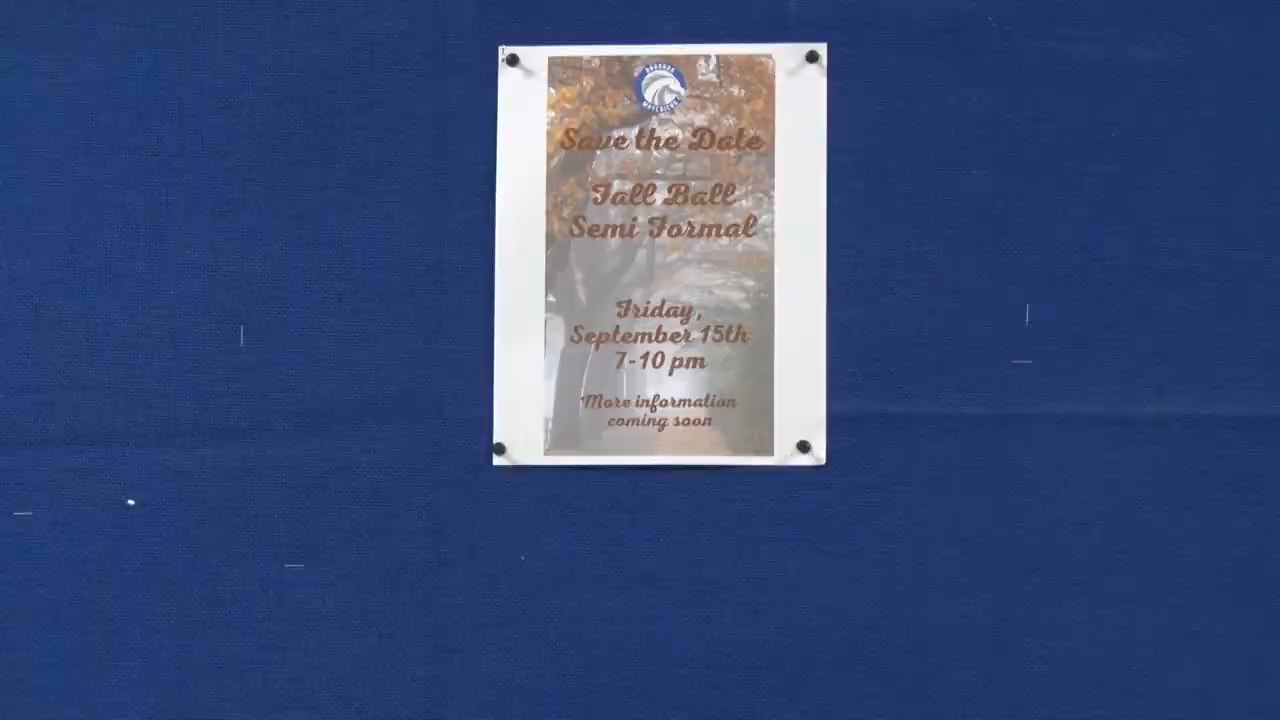 Save the Date
Fall Ball
Semi Formal
Friday,
September 15th
7-10 pm
More information
coming soon